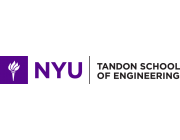 NYU
TANDON SCHOOL
OF ENGINEERING